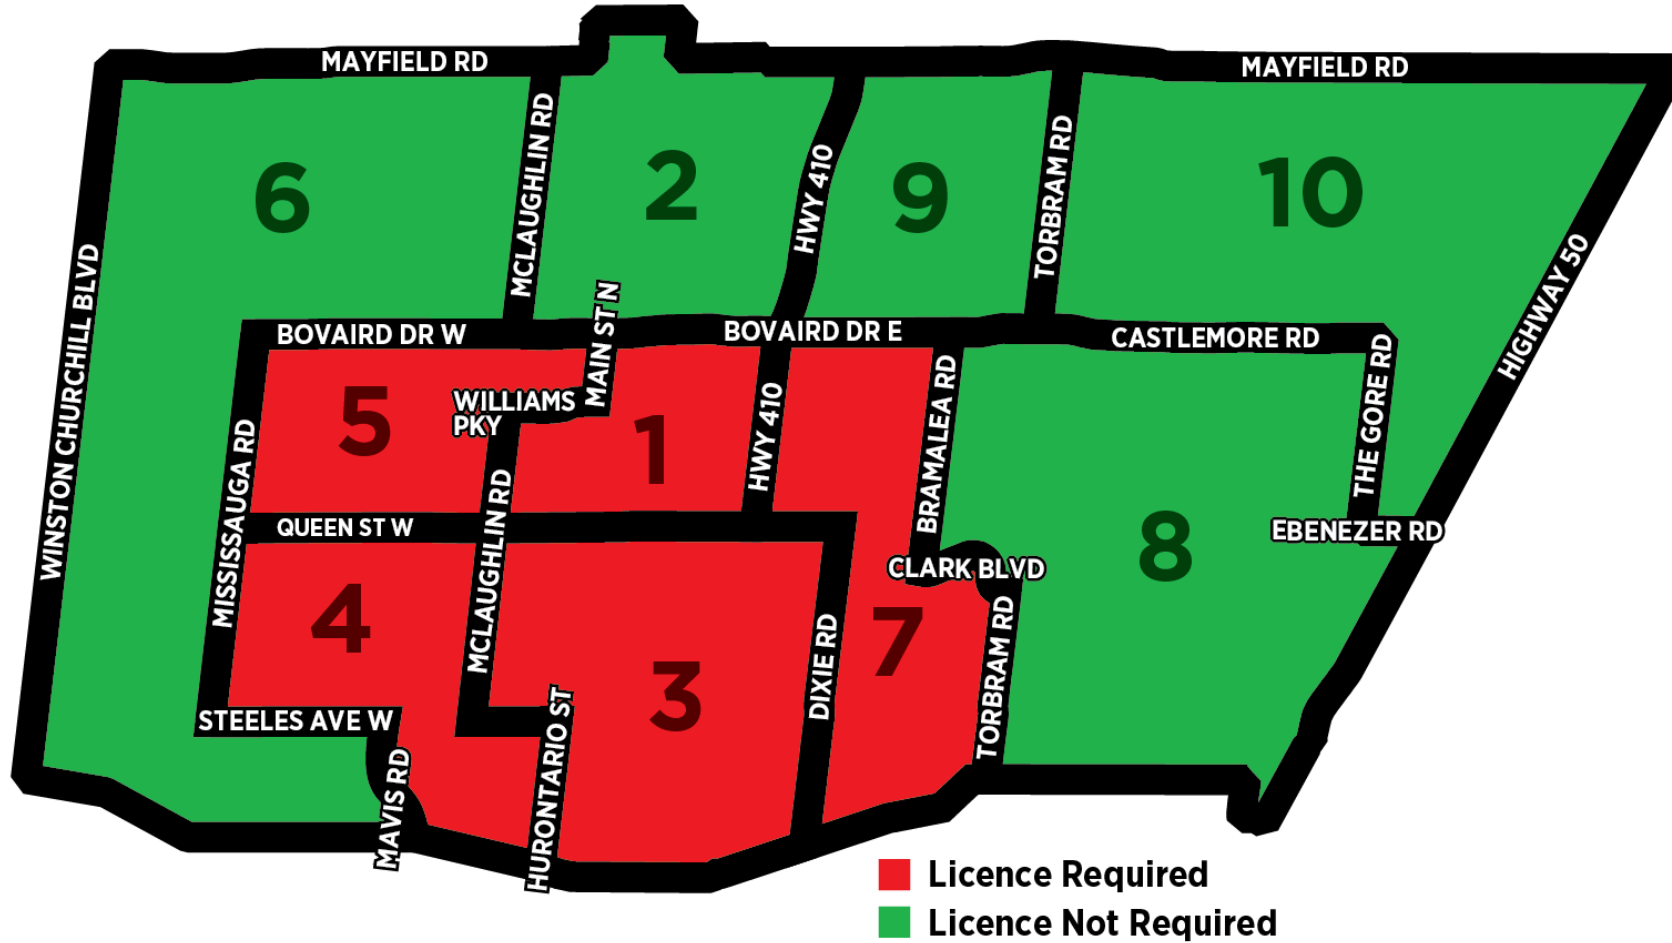 MAYFIELD RD
MAYFIELD RD
MCLAUGHLIN RD
6
2
HWY 410
9
TORBRAM RD
10
WINSTON CHURCHILL BLVD
HIGHWAY 50
MAIN ST N
BOVAIRD DR W
BOVAIRD DR E
CASTLEMORE RD
THE GORE RD
5
WILLIAMS
PKY
1
HWY 410
BRAMALEA RD
MISSISSAUGA RD
MCLAUGHLIN RD
QUEEN ST W
EBENEZER RD
8
CLARK BLVD
4
3
DIXIE RD
7
TORBRAM RD
STEELES AVE W
HURONTARIO ST
MAVIS RD
Licence Required
Licence Not Required